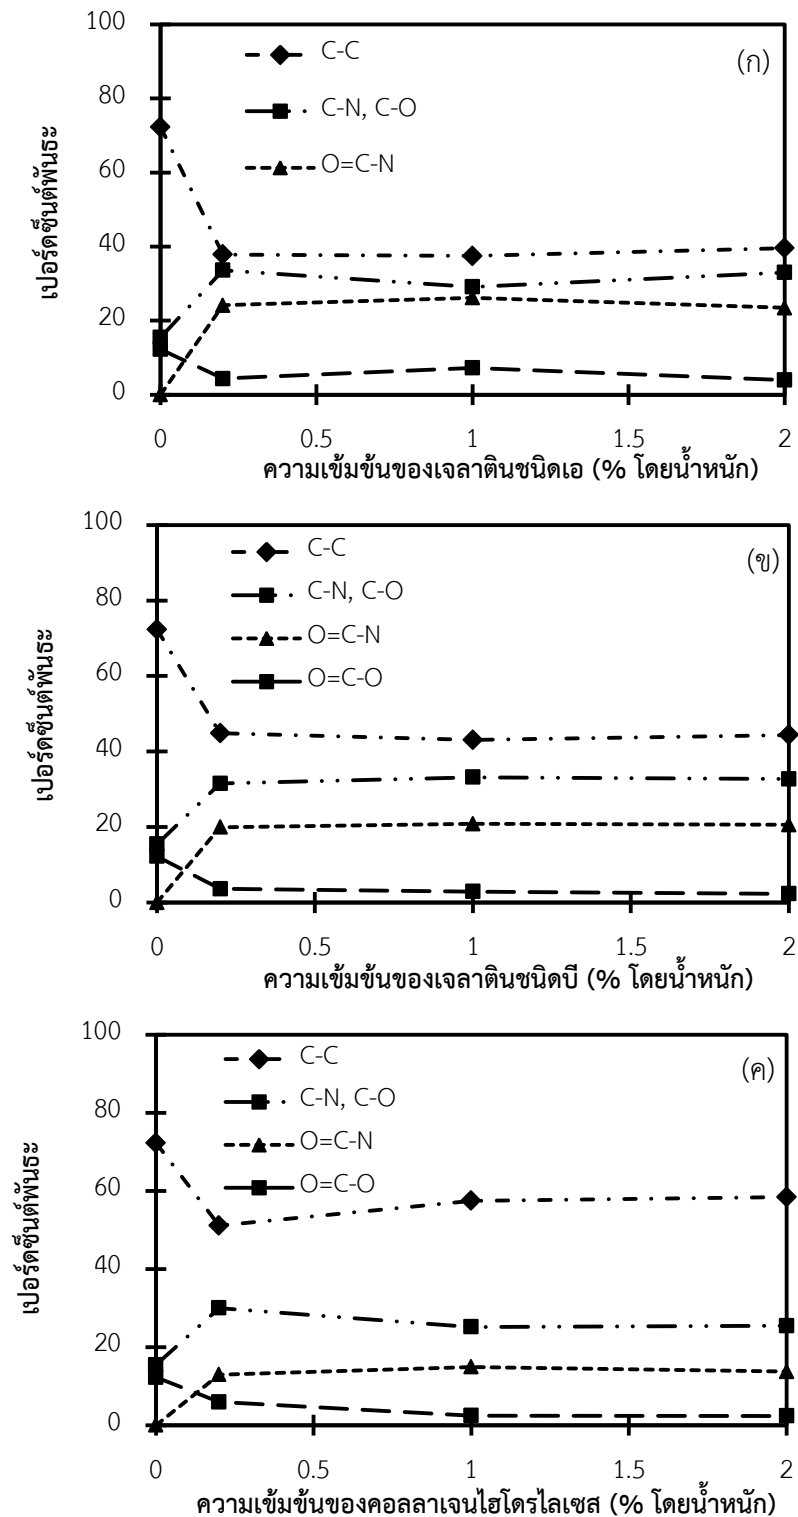 100
80
60
40
20
0
เปอร์ดซ็นต์พันธะ
C-C
C-N, C-O
O=C-N
(ก)
0 0.5 1 1.5 2
ความเข้มข้นของเจลาตินชนิดเอ (% โดยน้ำหนัก)
100
80
60
40
20
0
เปอร์ดซ็นต์พันธะ
C-C
C-N, C-O
O=C-N
O=C-O
(ข)
0 0.5 1 1.5 2
ความเข้มข้นของเจลาตินชนิดบี (% โดยน้ำหนัก)
100
80
60
40
20
0
เปอร์ดซ็นต์พันธะ
C-C
C-N, C-O
O=C-N
O=C-O
(ค)
0 0.5 1 1.5 2
ความเข้มข้นของคอลลาเจนไฮโดรไลเซส (% โดยน้ำหนัก)